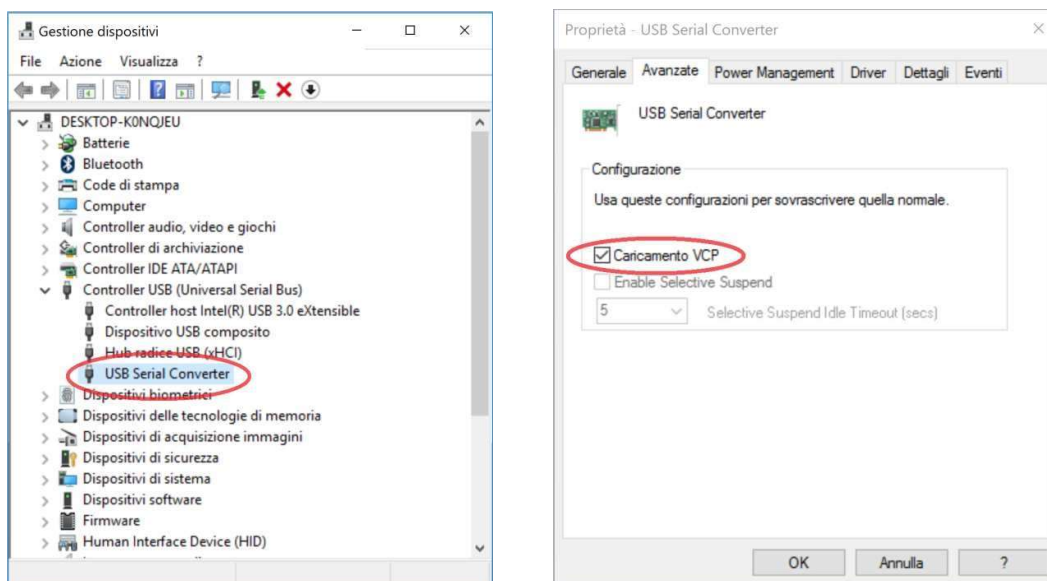 Gestione dispositivi
File Azione Visualizza ?
DESKTOP-K0NQJEU
Batterie
Bluetooth
Code di stampa
Computer
Controller audio, video e giochi
Controller di archiviazione
Controller IDE ATA/ATAPI
Controller USB (Universal Serial Bus)
Controller host Intel(R) USB 3.0 eXtensible
Dispositivo USB composito
Hub radice USB (xHCI)
USB Serial Converter
Dispositivi biometrici
Dispositivi delle tecnologie di memoria
Dispositivi di acquisizione immagini
Dispositivi di sicurezza
Dispositivi di sistema
Dispositivi software
Firmware
Human Interface Device (HID)
Proprietà - USB Serial Converter
Generale Avanzate Power Management Driver Dettagli Eventi
USB Serial Converter
Configurazione
Usa queste configurazioni per sovrascrivere quella normale.
Caricamento VCP
Enable Selective Suspend
5 Selective Suspend Idle Timeout (secs)
OK Annulla ?